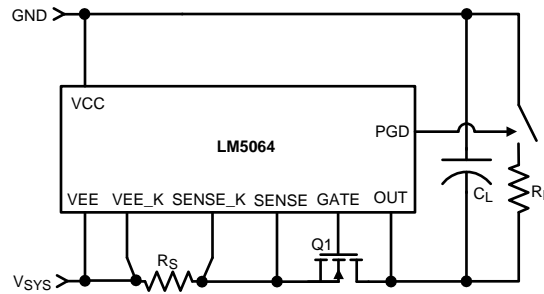 GND
VCC
LM5064
PGD
VEE VEE_K SENSE_K SENSE GATE OUT
CL
RS
Q1
VSYS